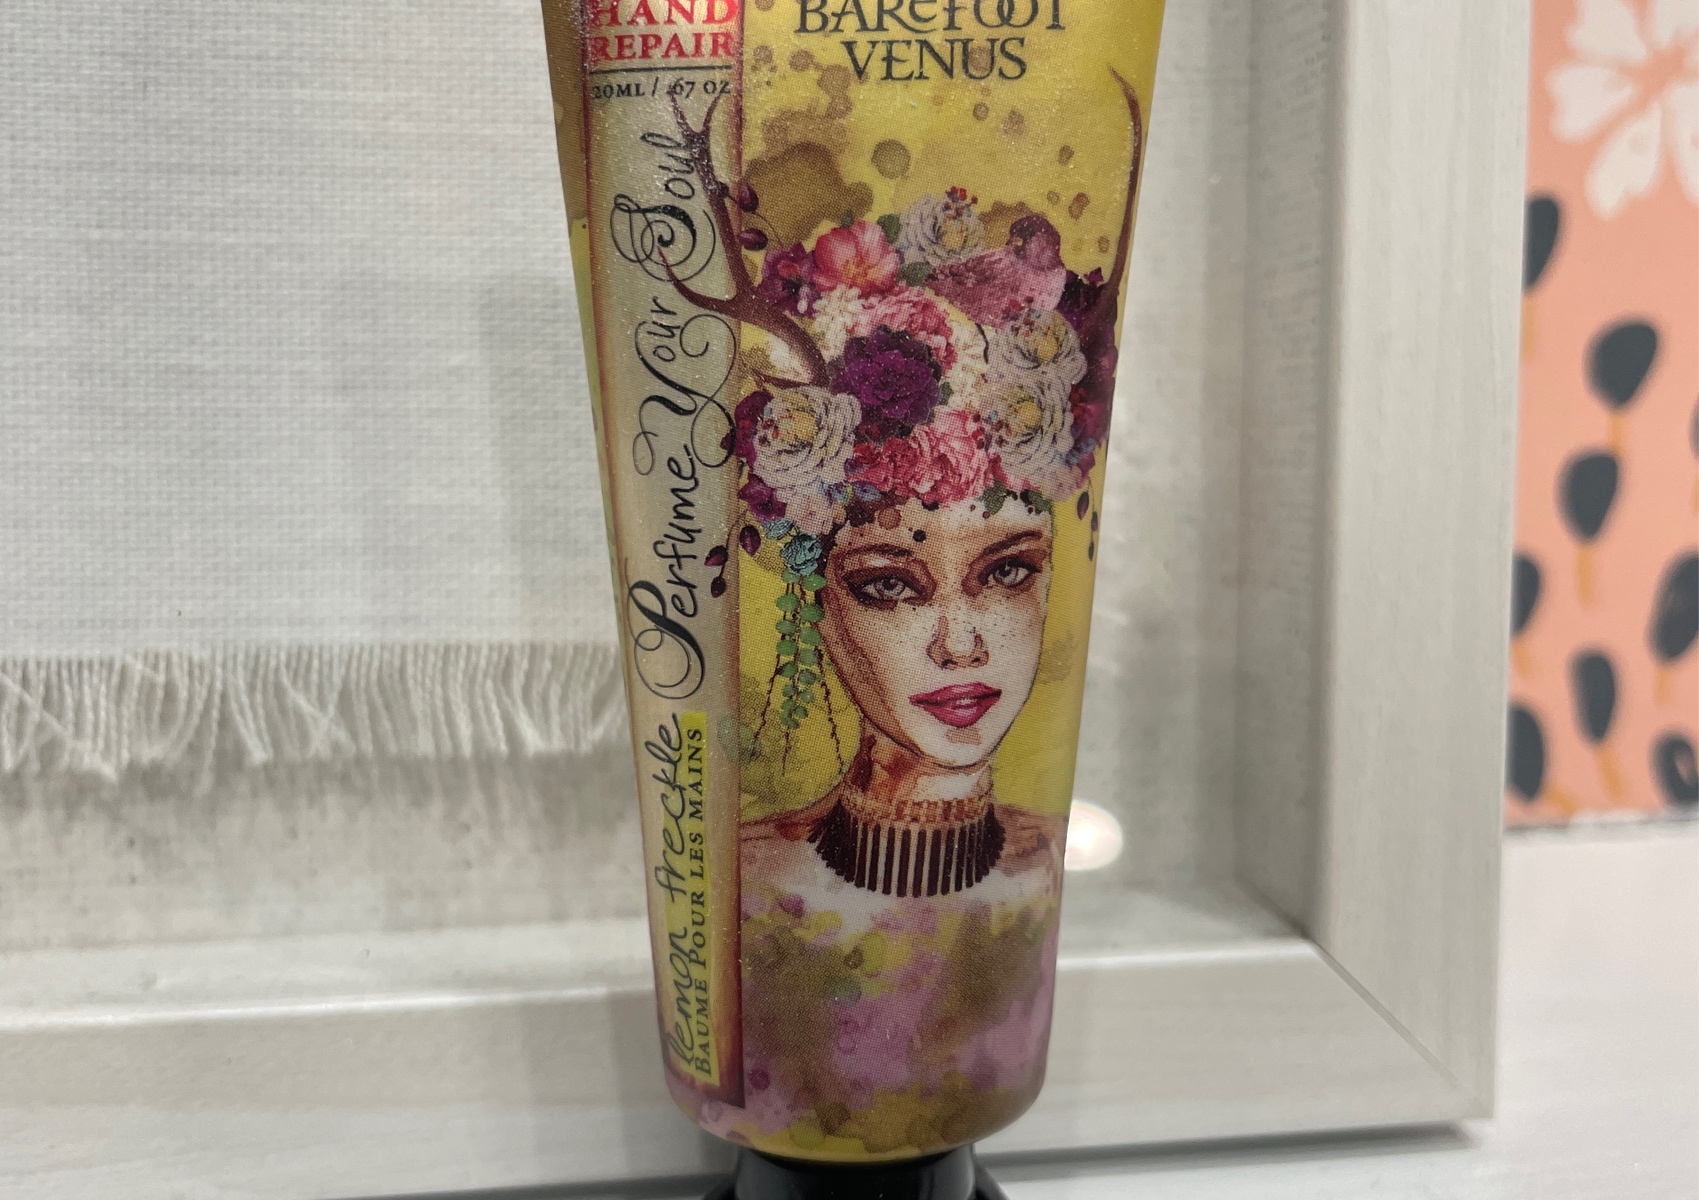 HAND
REPAIR
20ML / .67 OZ
BAREFOOT
VENUS
Perfume Your Soul
lemon freckle
BAUME POUR LES MAINS